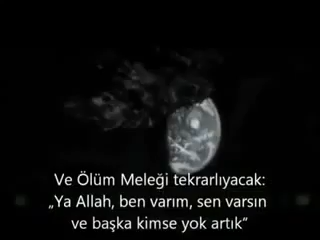 Ve Ölüm Meleği tekrarlıyacak:
„Ya Allah, ben varım, sen varsın
ve başka kimse yok artık”